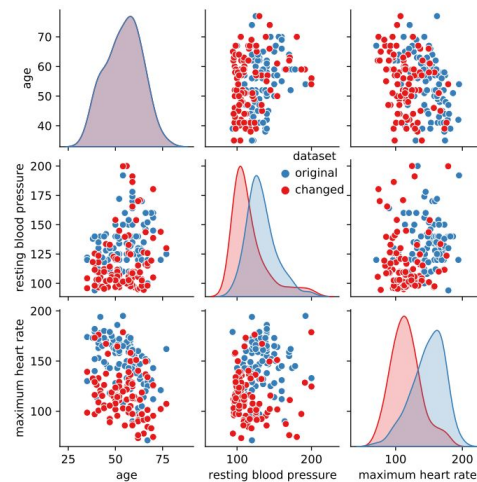 70
60
50
40
age
200
175
150
125
100
resting blood pressure
dataset
original
changed
200
150
100
maximum heart rate
25 50 75
age
100 200
resting blood pressure
100 200
maximum heart rate